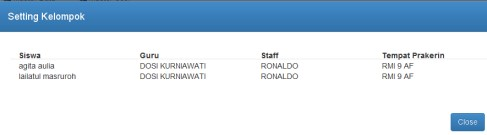 Setting Kelompok
Siswa Guru Staff Tempat Prakerin
agita aulia DOSI KURNIAWATI RONALDO RMI 9 AF
lailatul masruroh DOSI KURNIAWATI RONALDO RMI 9 AF
Close